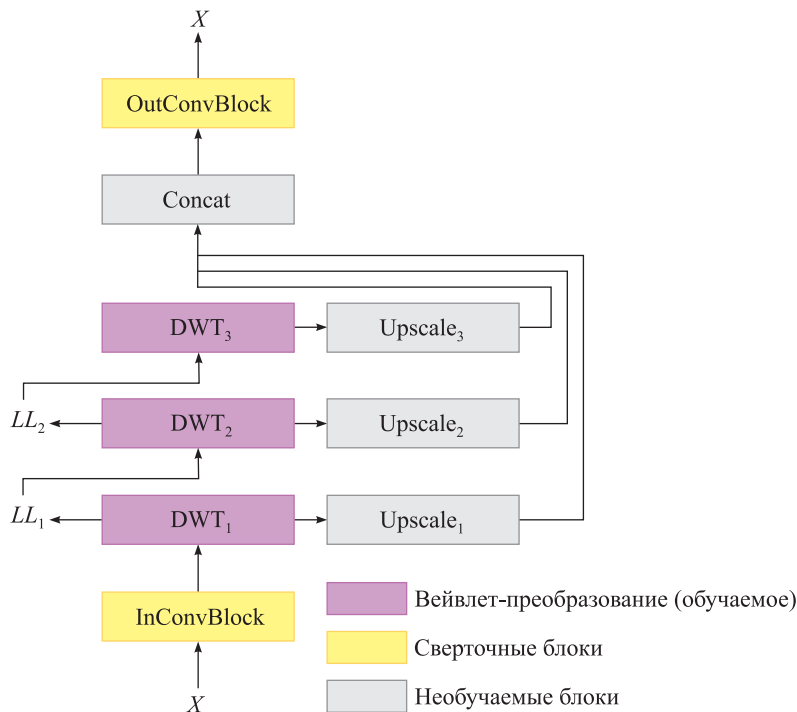 X
OutConvBlock
Concat
DWT₃
Upscale₃
LL₂
DWT₂
Upscale₂
LL₁
DWT₁
Upscale₁
InConvBlock
X
Вейвлет-преобразование (обучаемое)
Сверточные блоки
Необучаемые блоки